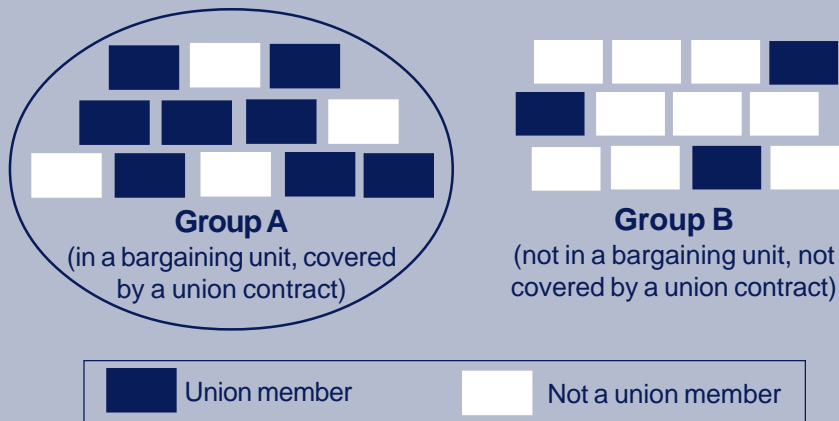 Group A
(in a bargaining unit, covered
by a union contract)
Group B
(not in a bargaining unit, not
covered by a union contract)
Union member
Not a union member